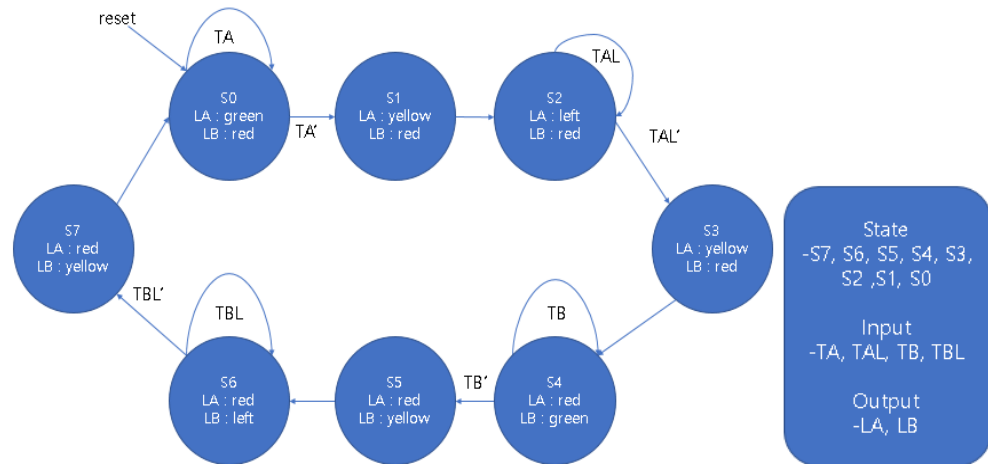 reset
TA
S0
LA : green
LB : red
TA′
S1
LA : yellow
LB : red
S2
LA : left
LB : red
TAL
TAL′
S3
LA : yellow
LB : red
S4
LA : red
LB : green
TB
TB′
S5
LA : red
LB : yellow
S6
LA : red
LB : left
TBL
TBL′
S7
LA : red
LB : yellow
State
-S7, S6, S5, S4, S3,
S2 ,S1, S0
Input
-TA, TAL, TB, TBL
Output
-LA, LB